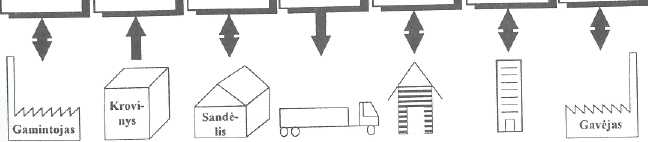 Gamintojas
Krovi-
nys
Sandė-
lis
Gavėjas